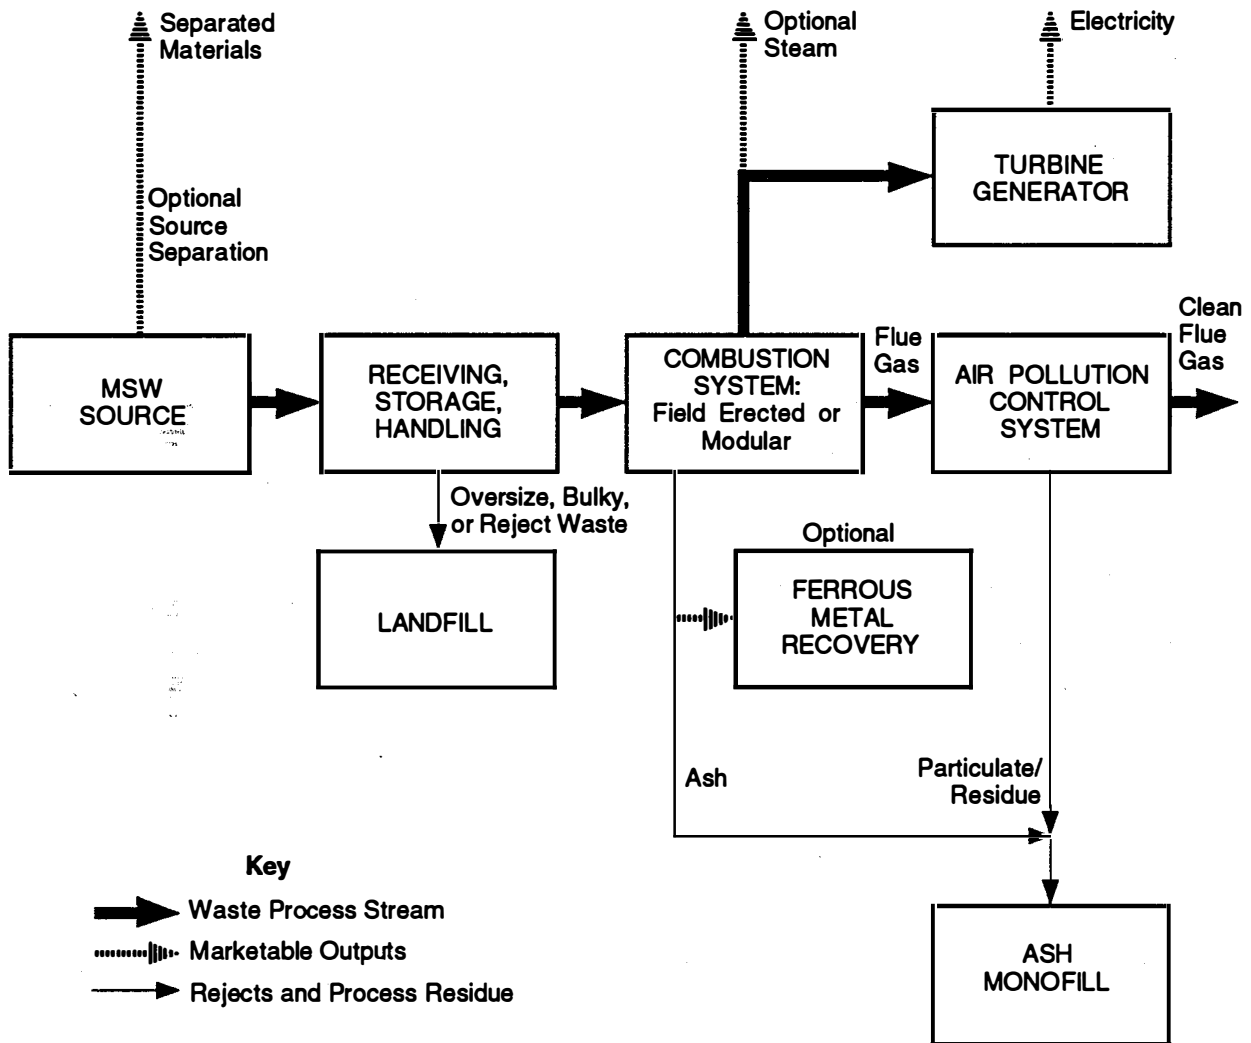 Separated
Materials
Optional
Steam
Electricity
TURBINE
GENERATOR
Optional
Source
Separation
MSW
SOURCE
RECEIVING,
STORAGE,
HANDLING
COMBUSTION
SYSTEM:
Field Erected or
Modular
Flue
Gas
AIR POLLUTION
CONTROL
SYSTEM
Clean
Flue
Gas
Oversize, Bulky,
or Reject Waste
LANDFILL
Optional
FERROUS
METAL
RECOVERY
Ash
Particulate/
Residue
ASH
MONOFILL
Key
Waste Process Stream
Marketable Outputs
Rejects and Process Residue